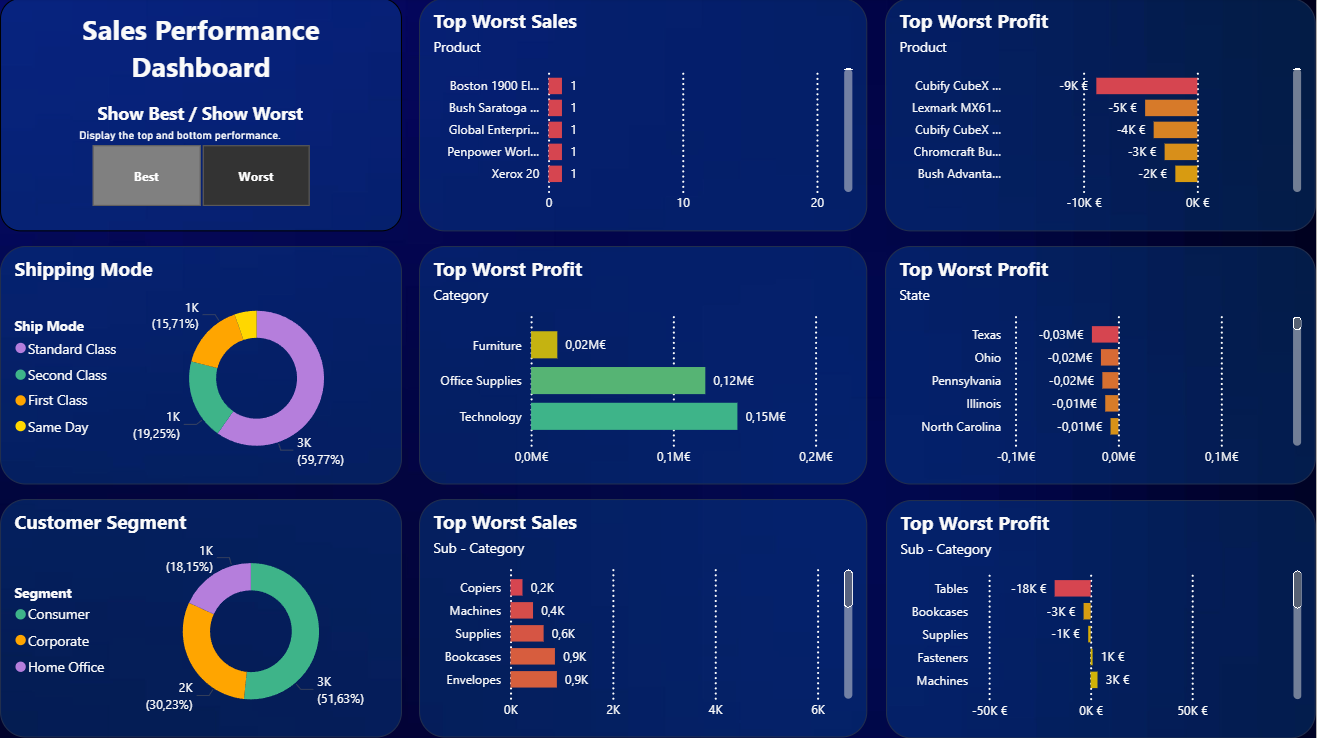 Sales Performance
Dashboard
Show Best / Show Worst
Display the top and bottom performance.
Best
Worst
Top Worst Sales
Product
Boston 1900 El... 1
Bush Saratoga ... 1
Global Enterpri... 1
Penpower Worl... 1
Xerox 20 1
0 10 20
Top Worst Profit
Product
Cubify CubeX ... -9K €
Lexmark MX61... -5K €
Cubify CubeX ... -4K €
Chromcraft Bu... -3K €
Bush Advanta... -2K €
-10K € 0K €
Shipping Mode
Ship Mode
Standard Class
Second Class
First Class
Same Day
1K
(15,71%)
1K
(19,25%)
3K
(59,77%)
Top Worst Profit
Category
Furniture 0,02M€
Office Supplies 0,12M€
Technology 0,15M€
0,0M€ 0,1M€ 0,2M€
Top Worst Profit
State
Texas -0,03M€
Ohio -0,02M€
Pennsylvania -0,02M€
Illinois -0,01M€
North Carolina -0,01M€
-0,1M€ 0,0M€ 0,1M€
Customer Segment
Segment
Consumer
Corporate
Home Office
1K
(18,15%)
2K
(30,23%)
3K
(51,63%)
Top Worst Sales
Sub - Category
Copiers 0,2K
Machines 0,4K
Supplies 0,6K
Bookcases 0,9K
Envelopes 0,9K
0K 2K 4K 6K
Top Worst Profit
Sub - Category
Tables -18K €
Bookcases -3K €
Supplies -1K €
Fasteners 1K €
Machines 3K €
-50K € 0K € 50K €